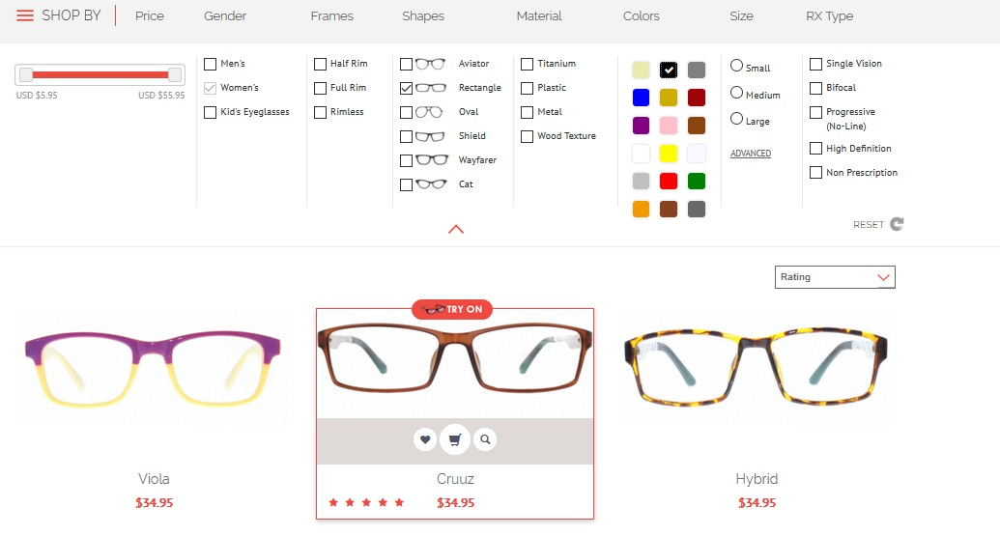 SHOP BY
Price
Gender
Frames
Shapes
Material
Colors
Size
RX Type
USD $5.95
USD $55.95
Men's
Women's
Kid's Eyeglasses
Half Rim
Full Rim
Rimless
Aviator
Rectangle
Oval
Shield
Wayfarer
Cat
Titanium
Plastic
Metal
Wood Texture
Small
Medium
Large
ADVANCED
Single Vision
Bifocal
Progressive
(No-Line)
High Definition
Non Prescription
RESET
Rating
TRY ON
Viola
$34.95
Cruuz
$34.95
Hybrid
$34.95